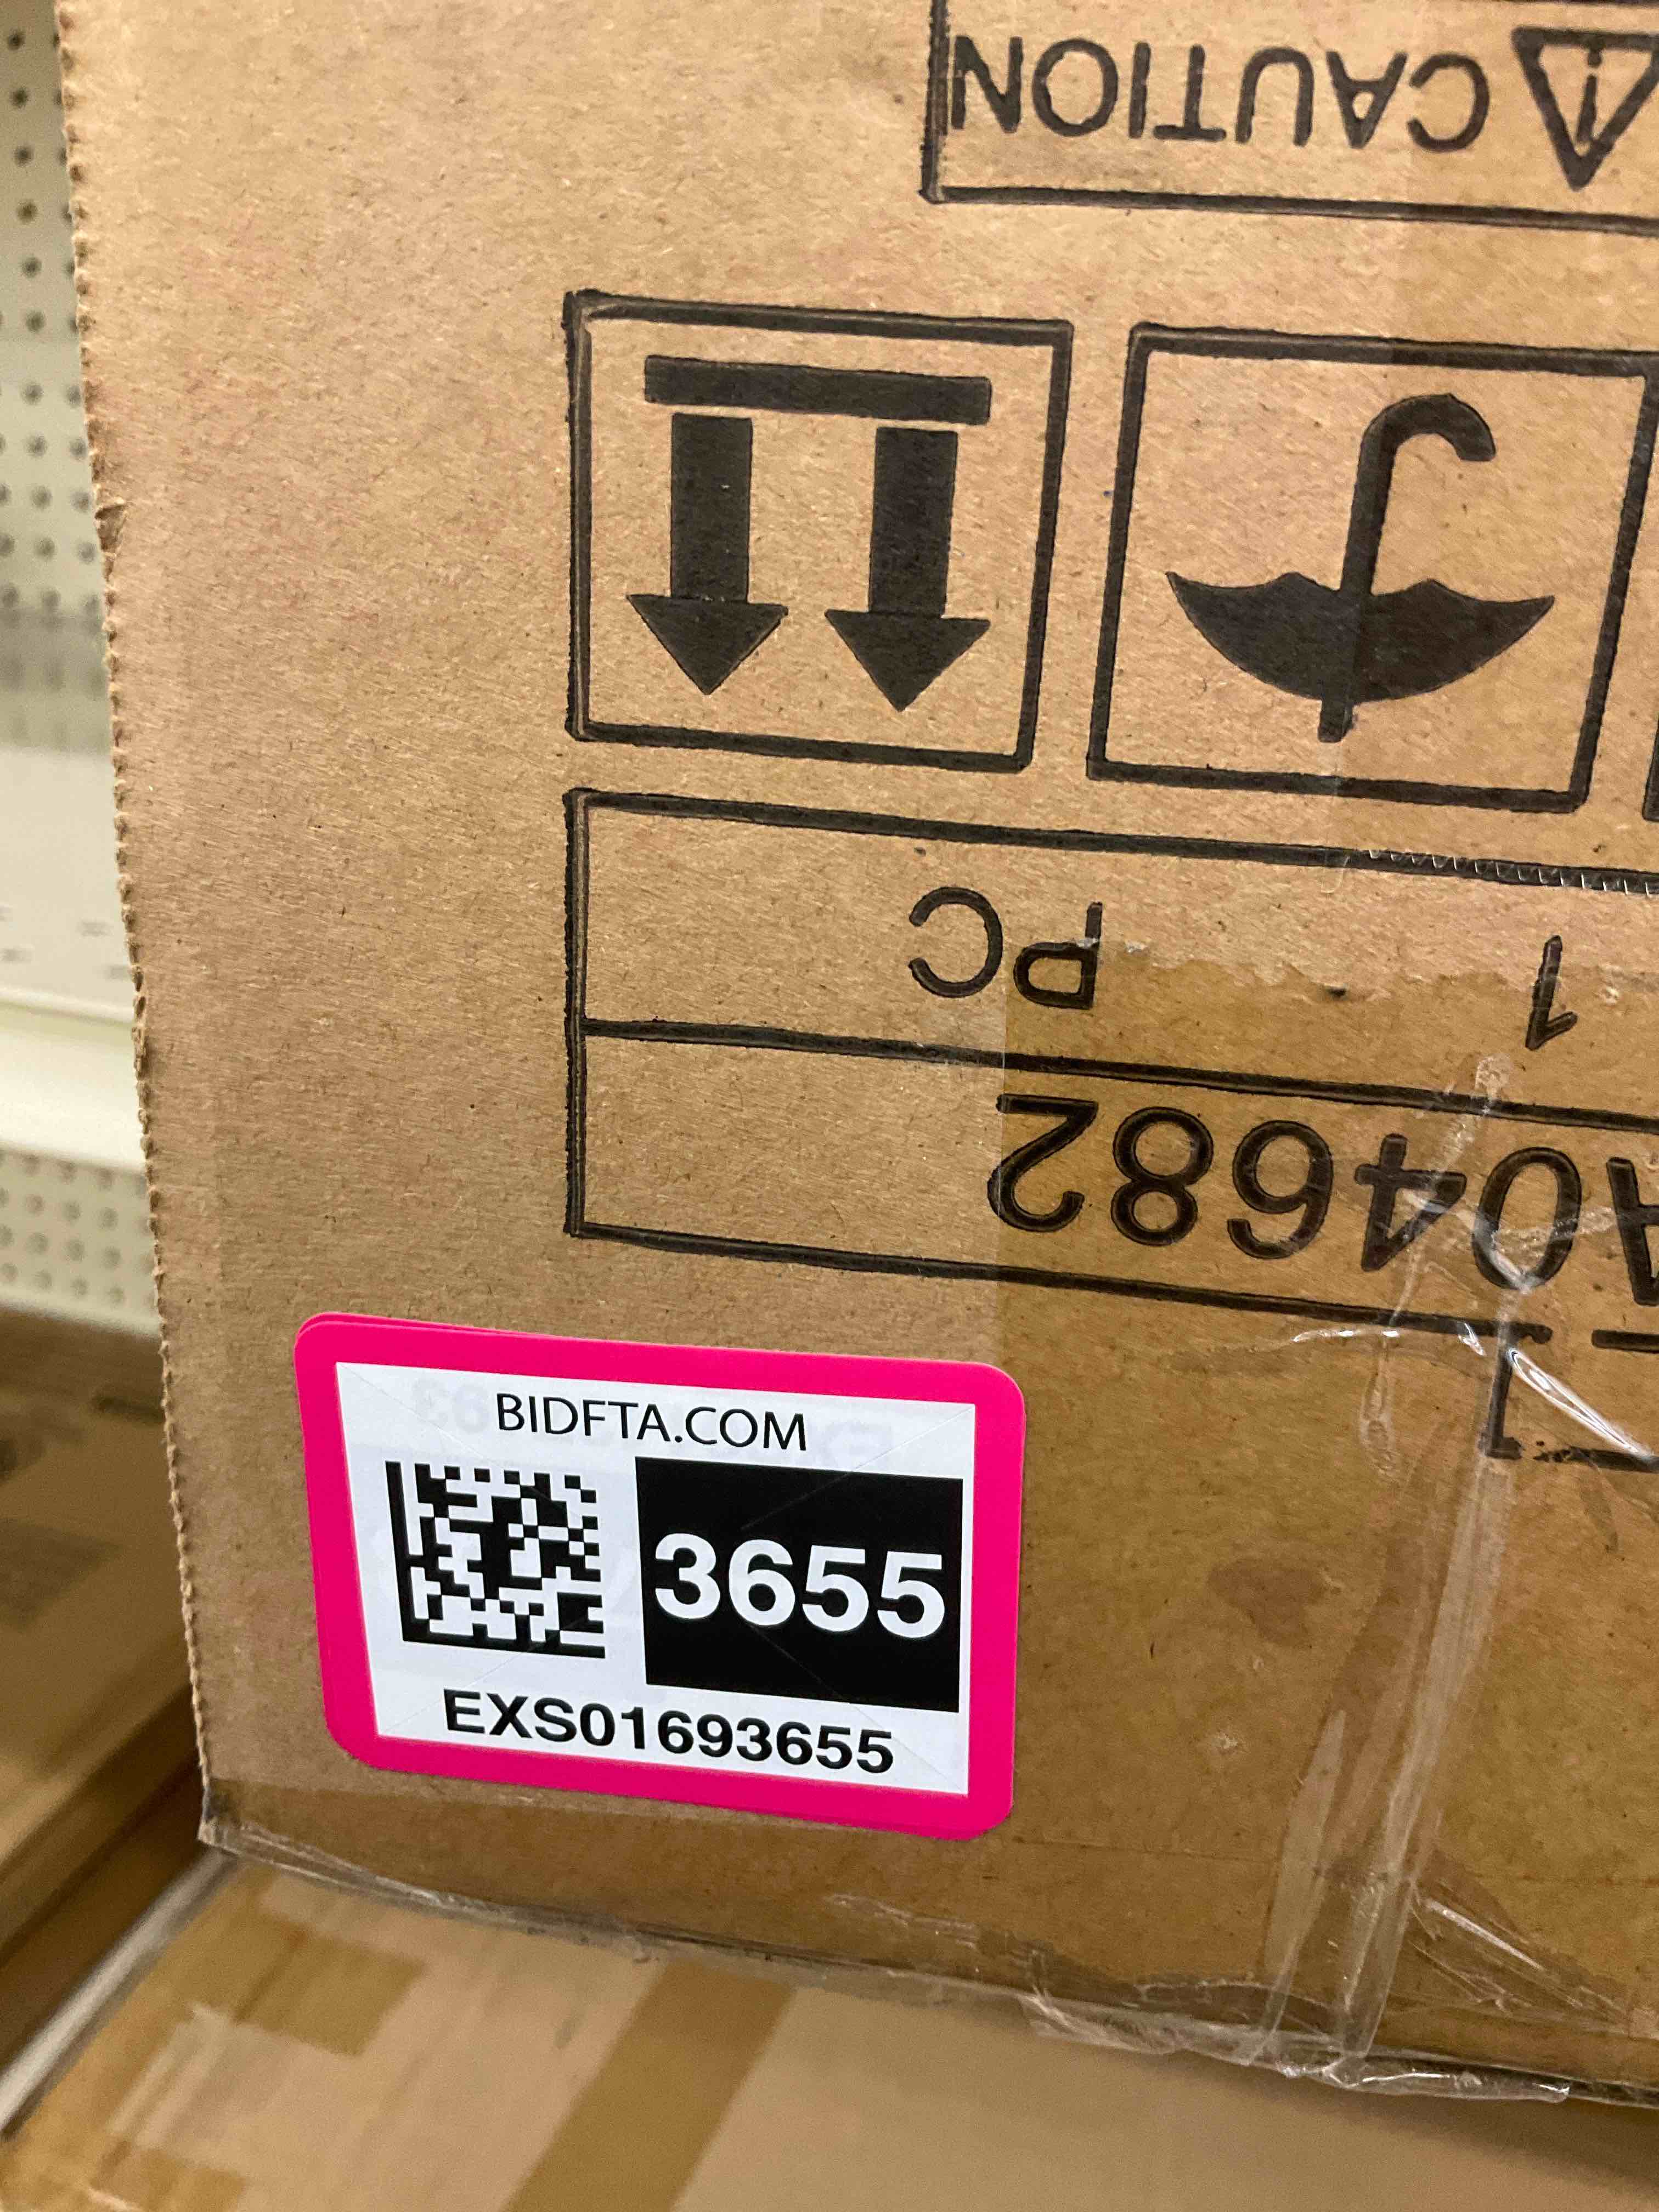 CAUTION
PC
1
A04682
BIDFTA.COM
3655
EXS01693655